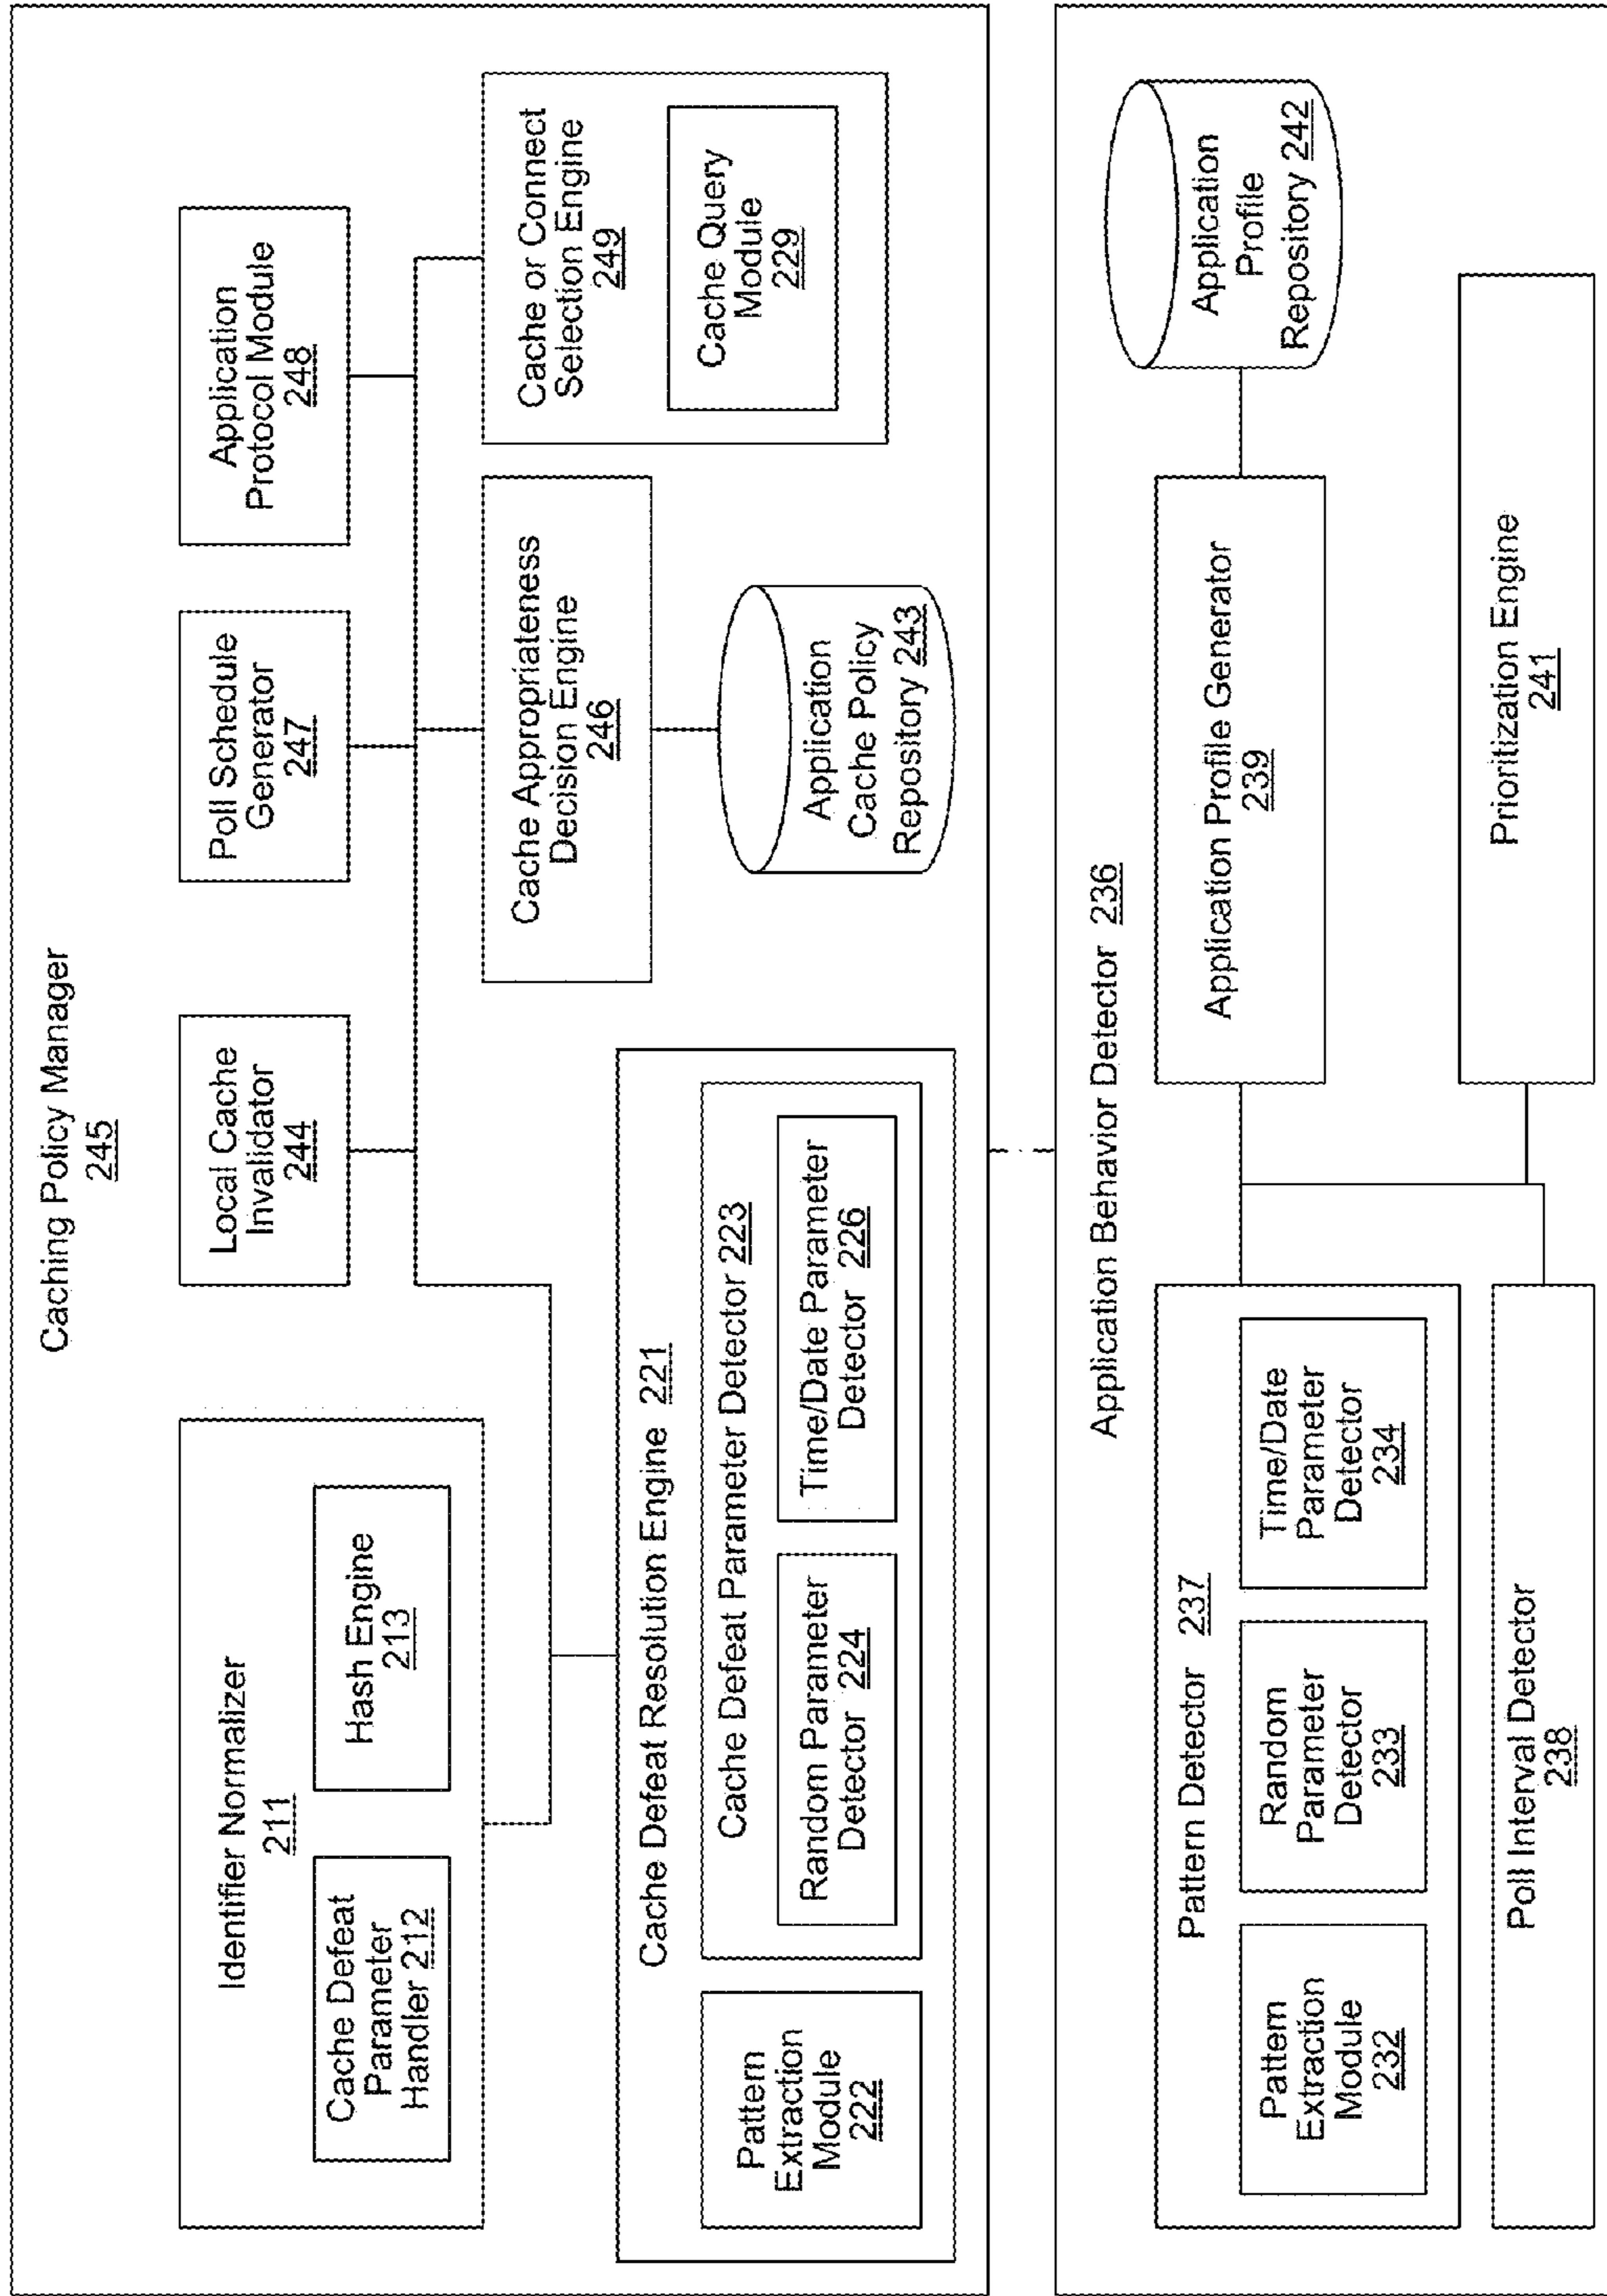 Caching Policy Manager
245
Identifier Normalizer
211
Cache Defeat
Parameter
Handler 212
Hash Engine
213
Local Cache
Invalidator
244
Poll Schedule
Generator
247
Application
Protocol Module
248
Cache Defeat Resolution Engine 221
Pattern
Extraction
Module
222
Cache Defeat Parameter Detector 223
Random Parameter
Detector 224
Time/Date Parameter
Detector 226
Cache Appropriateness
Decision Engine
246
Application
Cache Policy
Repository 243
Cache or Connect
Selection Engine
249
Cache Query
Module
229
Application Behavior Detector 236
Pattern Detector 237
Pattern
Extraction
Module
232
Random
Parameter
Detector
233
Time/Date
Parameter
Detector
234
Poll Interval Detector
238
Application Profile Generator
239
Application
Profile
Repository 242
Prioritization Engine
241